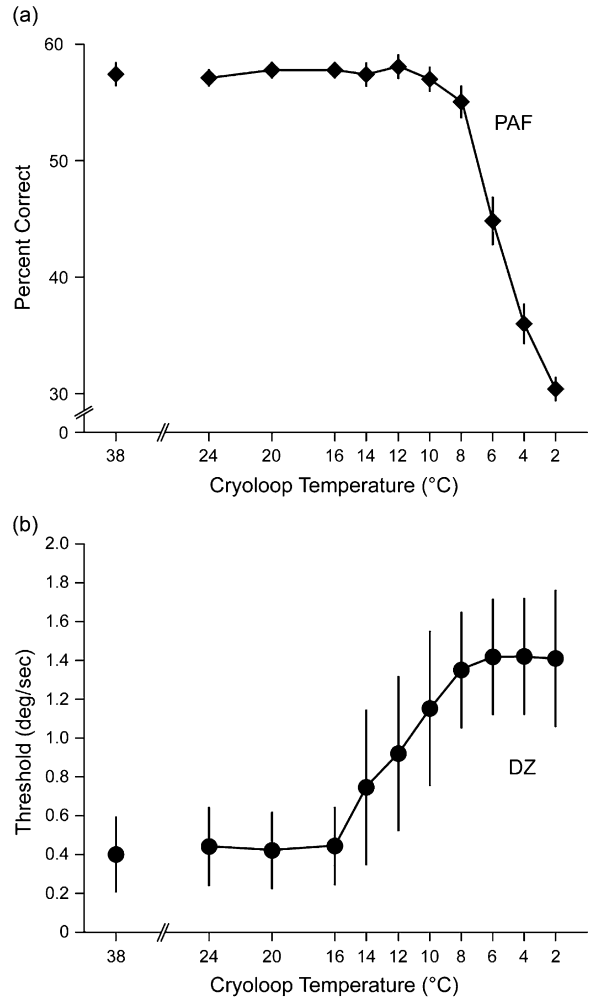 (a)
60
50
40
30
0
Percent Correct
PAF
38 24 20 16 14 12 10 8 6 4 2
Cryoloop Temperature (°C)
(b)
2.0
1.8
1.6
1.4
1.2
1.0
0.8
0.6
0.4
0.2
0
Threshold (deg/sec)
DZ
38 24 20 16 14 12 10 8 6 4 2
Cryoloop Temperature (°C)